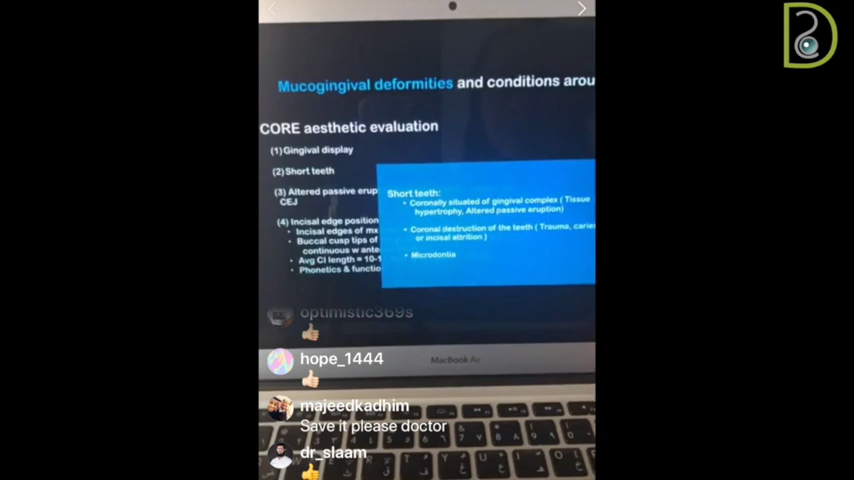 Mucogingival deformities and conditions arou
CORE aesthetic evaluation
(1) Gingival display
(2) Short teeth
(3) Altered passive erup
CEJ
(4) Incisal edge position
• Incisal edges of mx
• Buccal cusp tips of
continuous w ante
• Avg CI length = 10-1
• Phonetics & functio
Short teeth:
• Coronally situated of gingival complex ( Tissue
hypertrophy, Altered passive eruption)
• Coronal destruction of the teeth ( Trauma, carie
or incisal attrition )
• Microdontia
optimistic369s
👍🏻
hope_1444
👍🏻
MacBook Air
majeedkadhim
Save it please doctor
dr_slaam
👍